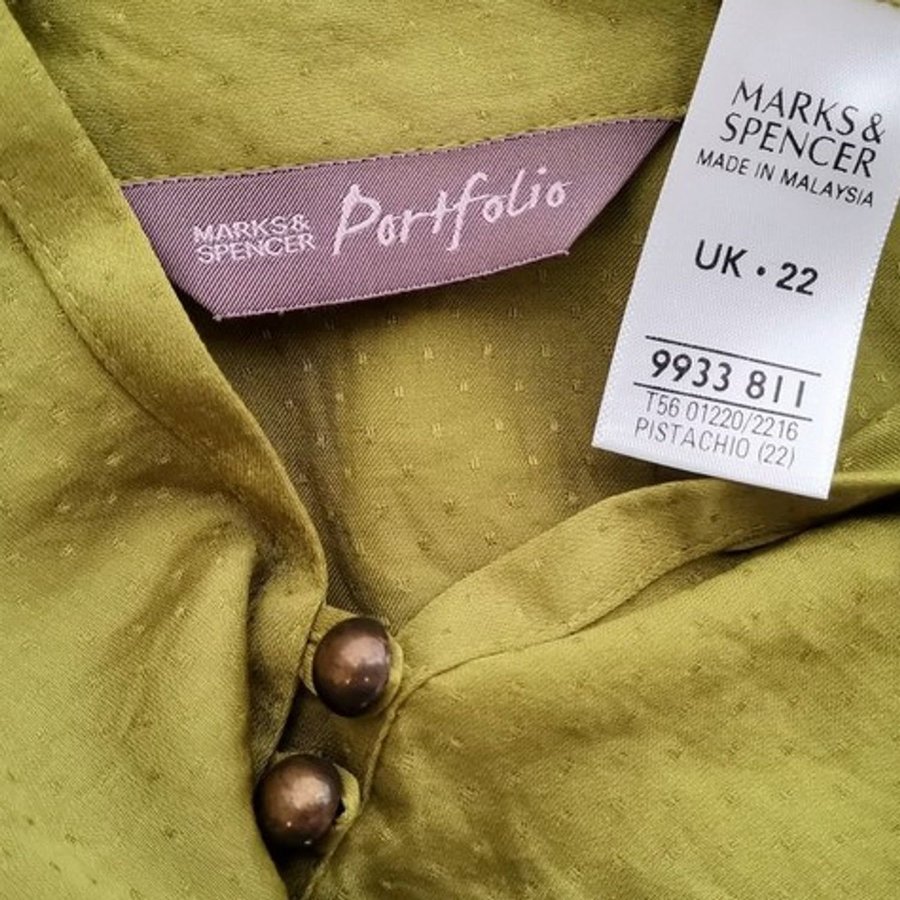 MARKS &
SPENCER
Portfolio
MARKS &
SPENCER
MADE IN MALAYSIA
UK • 22
9933 811
T56 01220/2216
PISTACHIO (22)